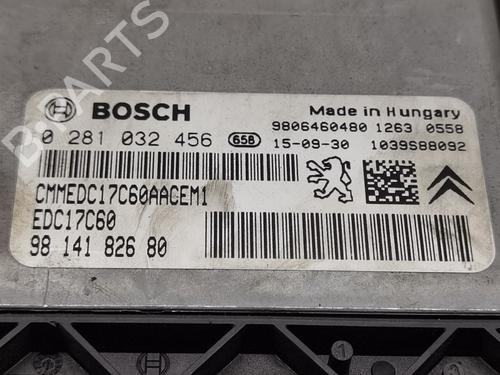 BOSCH
Made in Hungary
9806460480 1263 0558
0 281 032 456 658 15-09-30 1039S88092
CMMEDC17C60AACEM1
EDC17C60
98 141 826 80
B-PARTS